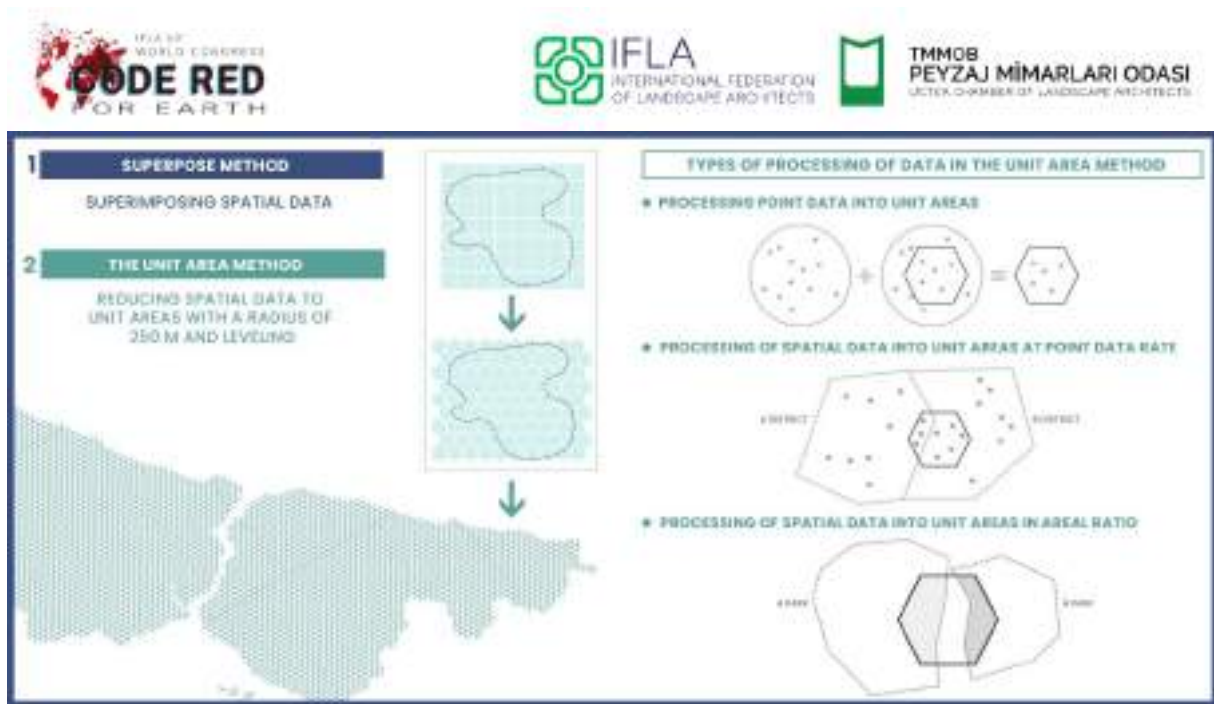 WORLD CONGRESS
CODE RED
FOR EARTH
IFLA
INTERNATIONAL FEDERATION
OF LANDSCAPE ARCHITECTS
TMMOB
PEYZAJ MİMARLARI ODASI
CHAMBER OF LANDSCAPE ARCHITECTS
1
SUPERPOSE METHOD
SUPERIMPOSING SPATIAL DATA
2
THE UNIT AREA METHOD
REDUCING SPATIAL DATA TO
UNIT AREAS WITH A RADIUS OF
250 M AND LEVELING
TYPES OF PROCESSING OF DATA IN THE UNIT AREA METHOD
PROCESSING POINT DATA INTO UNIT AREAS
+
=
PROCESSING OF SPATIAL DATA INTO UNIT AREAS AT POINT DATA RATE
PROCESSING OF SPATIAL DATA INTO UNIT AREAS IN AREAL RATIO